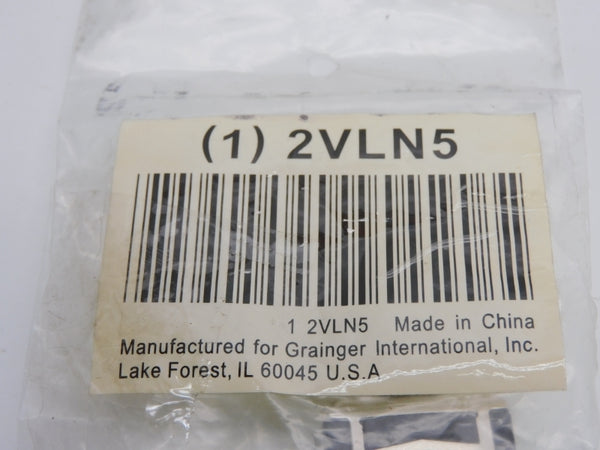 (1) 2VLN5
1 2VLN5 Made in China
Manufactured for Grainger International, Inc.
Lake Forest, IL 60045 U.S.A